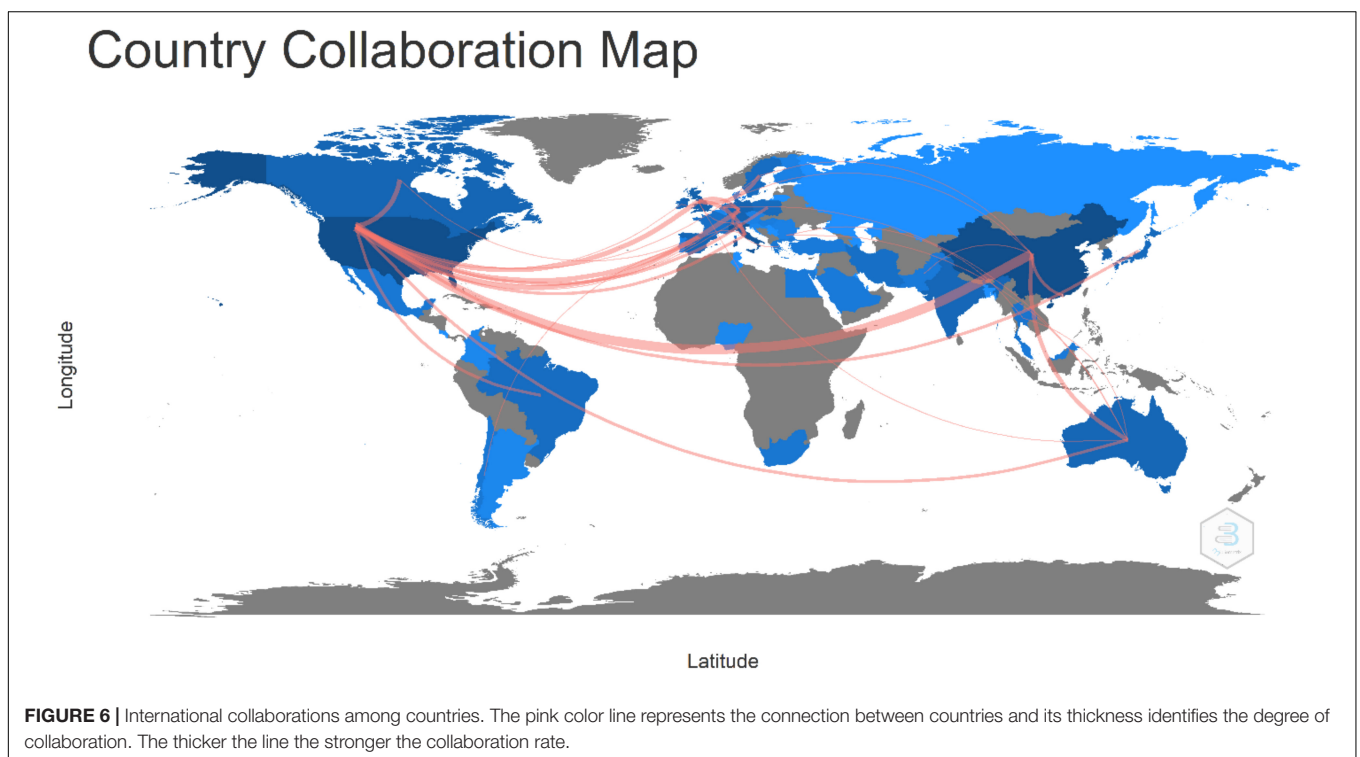 Country Collaboration Map
Longitude
Latitude
FIGURE 6 | International collaborations among countries. The pink color line represents the connection between countries and its thickness identifies the degree of
collaboration. The thicker the line the stronger the collaboration rate.